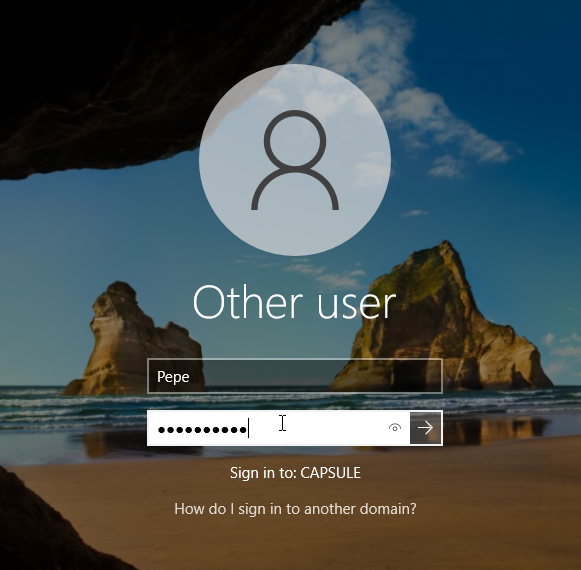 Other user
Pepe
●●●●●●●●●●
Sign in to: CAPSULE
How do I sign in to another domain?